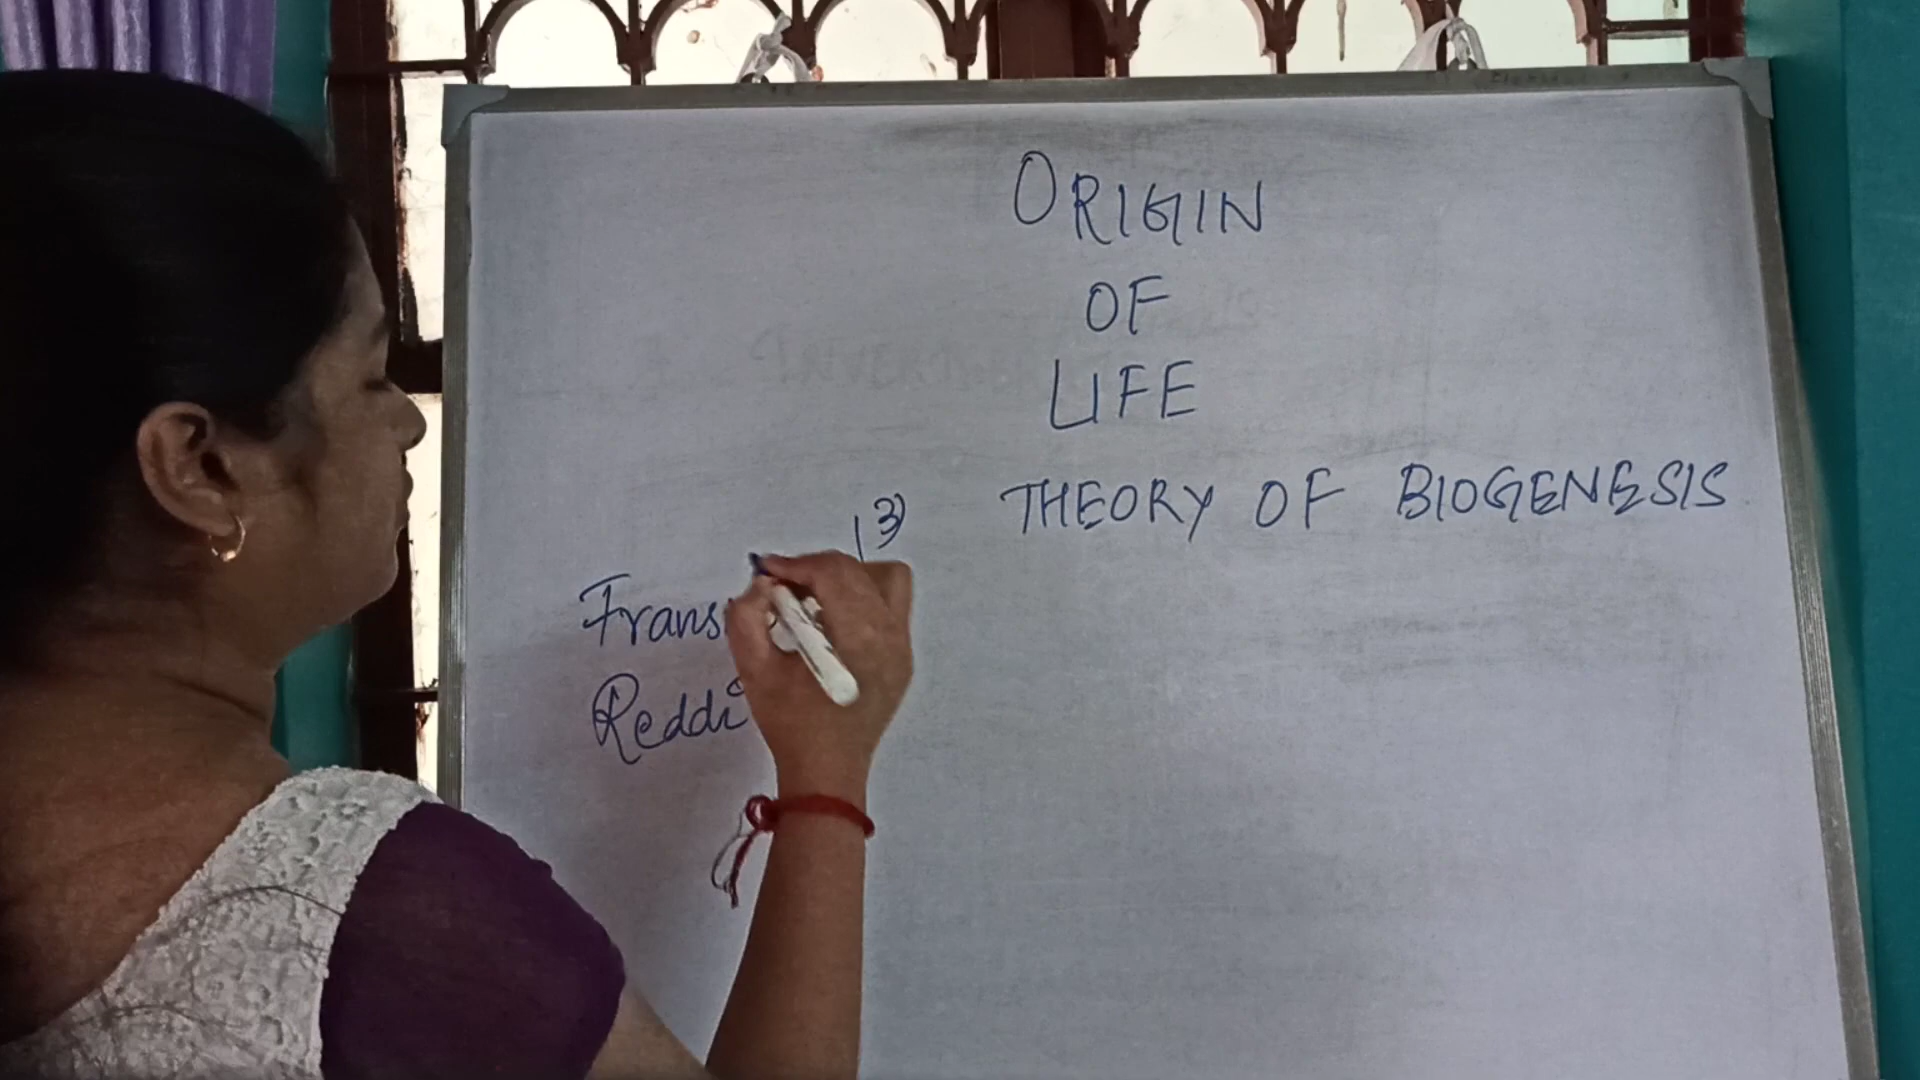 ORIGIN
OF
LIFE
3) THEORY OF BIOGENESIS
Frans
Reddi